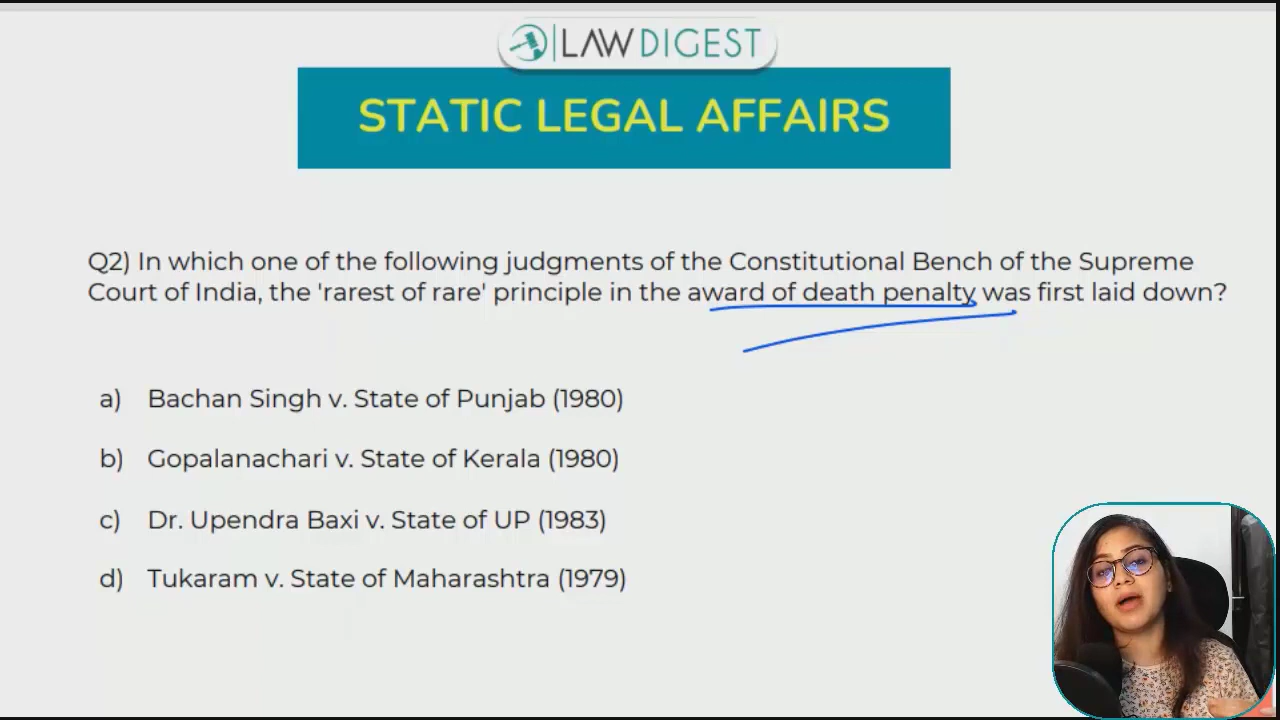 LAWDIGEST
STATIC LEGAL AFFAIRS
Q2) In which one of the following judgments of the Constitutional Bench of the Supreme
Court of India, the 'rarest of rare' principle in the award of death penalty was first laid down?
a) Bachan Singh v. State of Punjab (1980)
b) Gopalanachari v. State of Kerala (1980)
c) Dr. Upendra Baxi v. State of UP (1983)
d) Tukaram v. State of Maharashtra (1979)